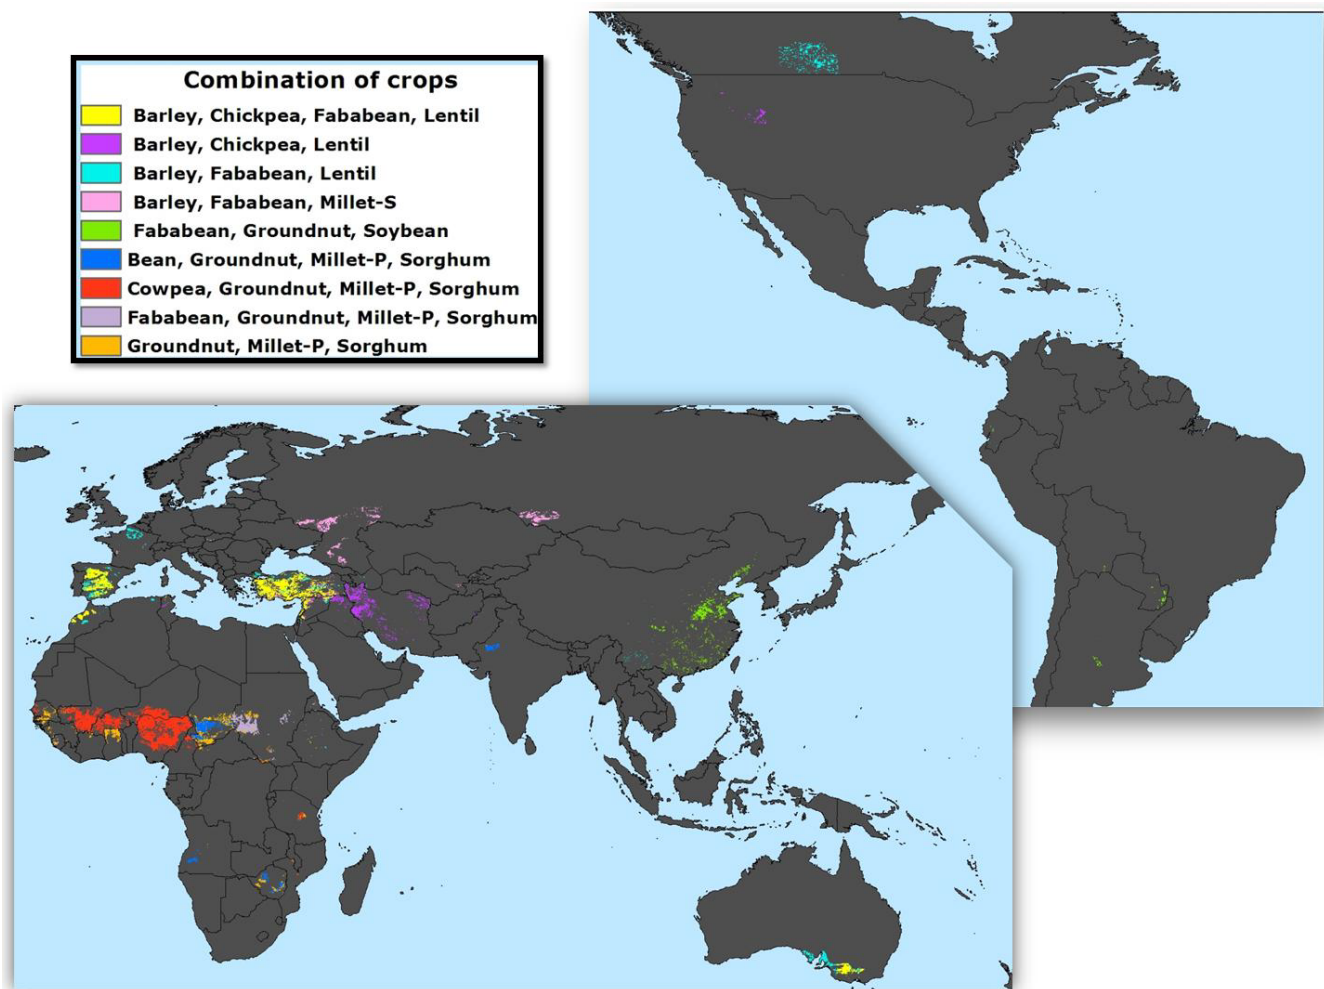 Combination of crops
Barley, Chickpea, Fababean, Lentil
Barley, Chickpea, Lentil
Barley, Fababean, Lentil
Barley, Fababean, Millet-S
Fababean, Groundnut, Soybean
Bean, Groundnut, Millet-P, Sorghum
Cowpea, Groundnut, Millet-P, Sorghum
Fababean, Groundnut, Millet-P, Sorghum
Groundnut, Millet-P, Sorghum